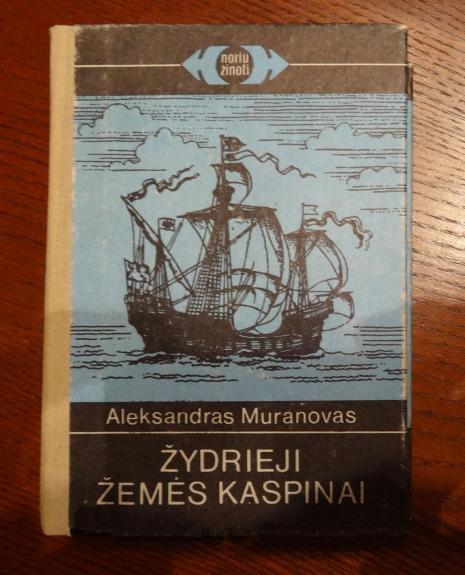 noriu
žinoti
Aleksandras Muranovas
ŽYDRIEJI
ŽEMĖS KASPINAI